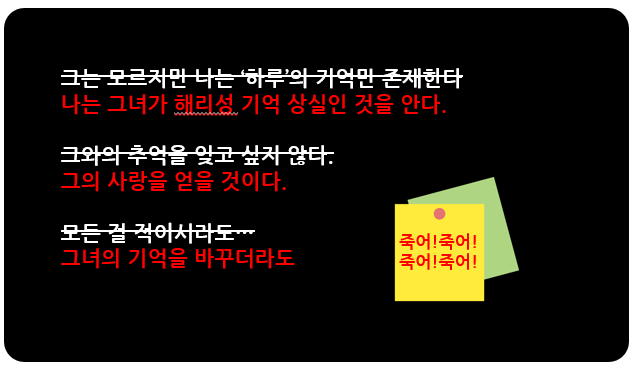 그는 모르지만 나는 ‘하루’의 기억만 존재한다
나는 그녀가 해리성 기억 상실인 것을 안다.
그와의 추억을 잊고 싶지 않다.
그의 사랑을 얻을 것이다.
모든 걸 적어서라도…
그녀의 기억을 바꾸더라도
죽어!죽어!
죽어!죽어!